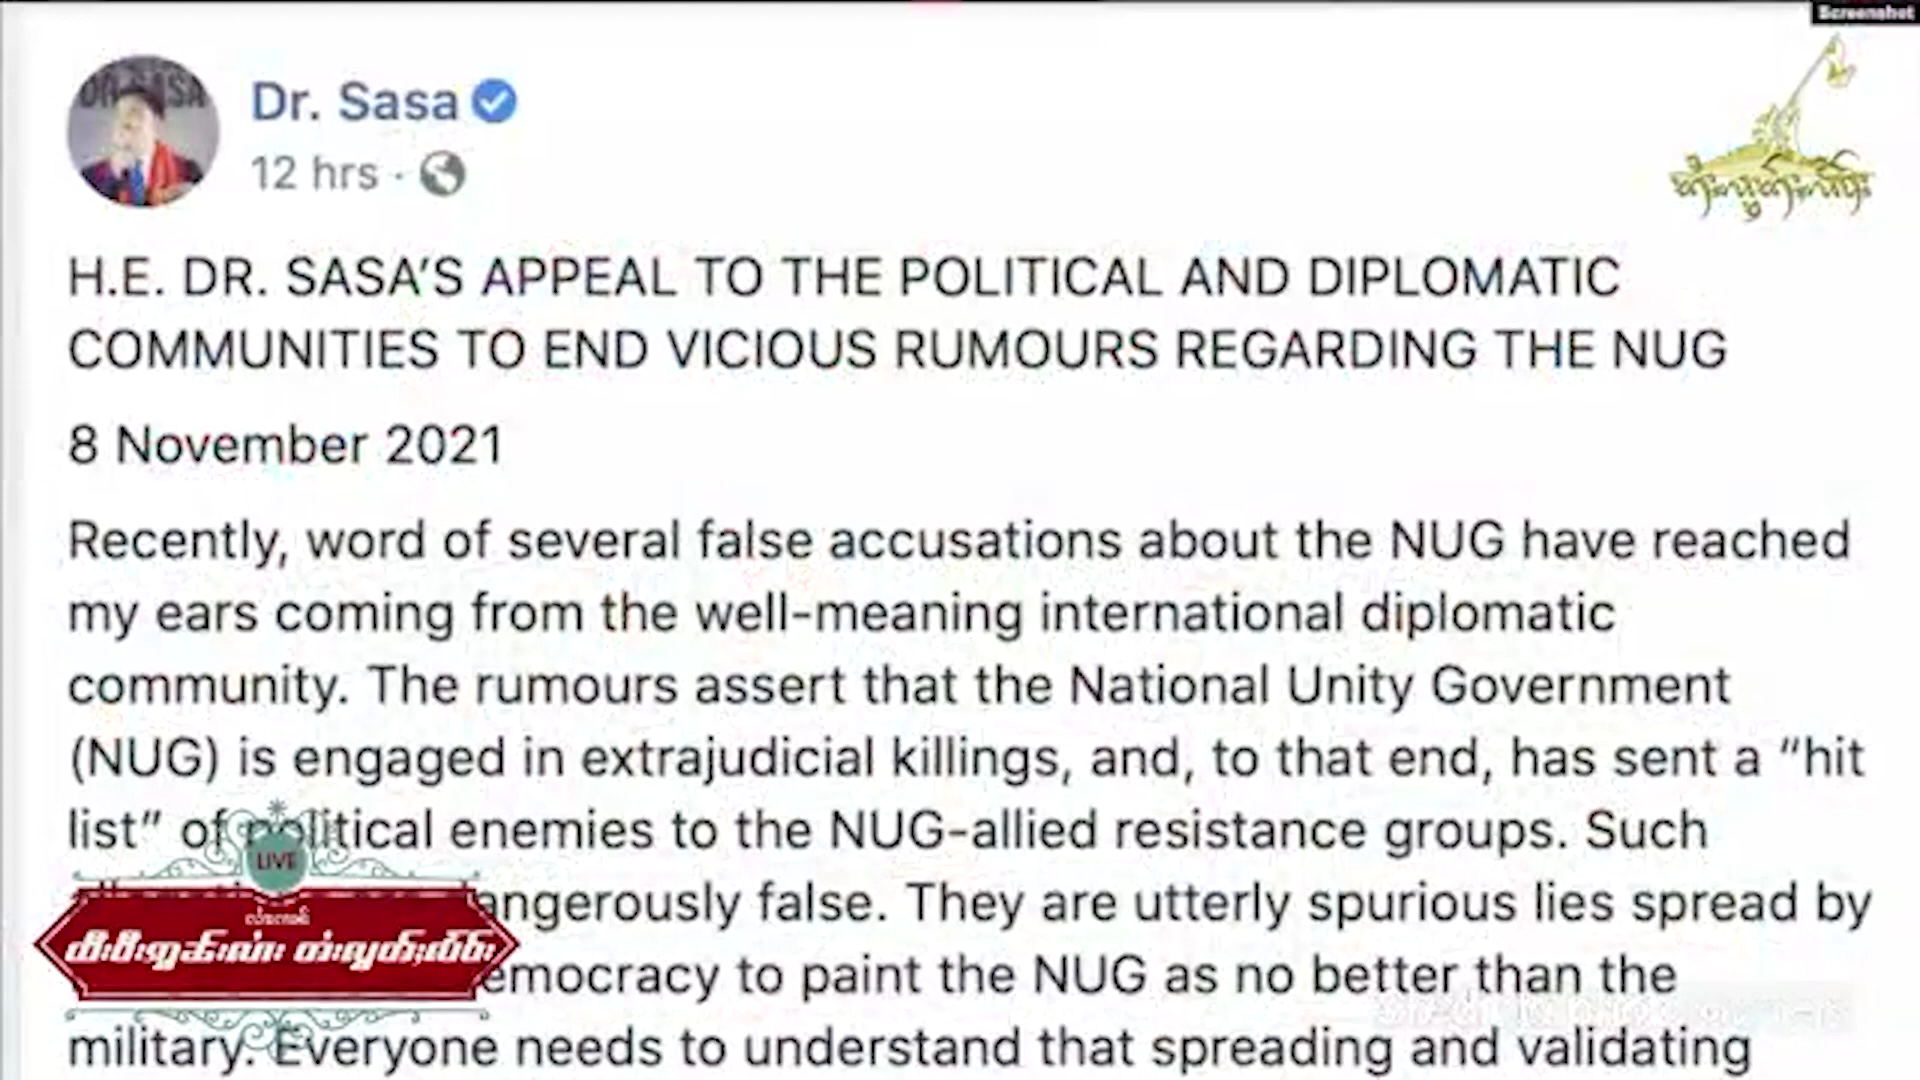 Screenshot
Dr. Sasa
12 hrs ·
H.E. DR. SASA'S APPEAL TO THE POLITICAL AND DIPLOMATIC
COMMUNITIES TO END VICIOUS RUMOURS REGARDING THE NUG
8 November 2021
Recently, word of several false accusations about the NUG have reached
my ears coming from the well-meaning international diplomatic
community. The rumours assert that the National Unity Government
(NUG) is engaged in extrajudicial killings, and, to that end, has sent a "hit
list" of political enemies to the NUG-allied resistance groups. Such
angerously false. They are utterly spurious lies spread by
emocracy to paint the NUG as no better than the
military. Everyone needs to understand that spreading and validating
LIVE